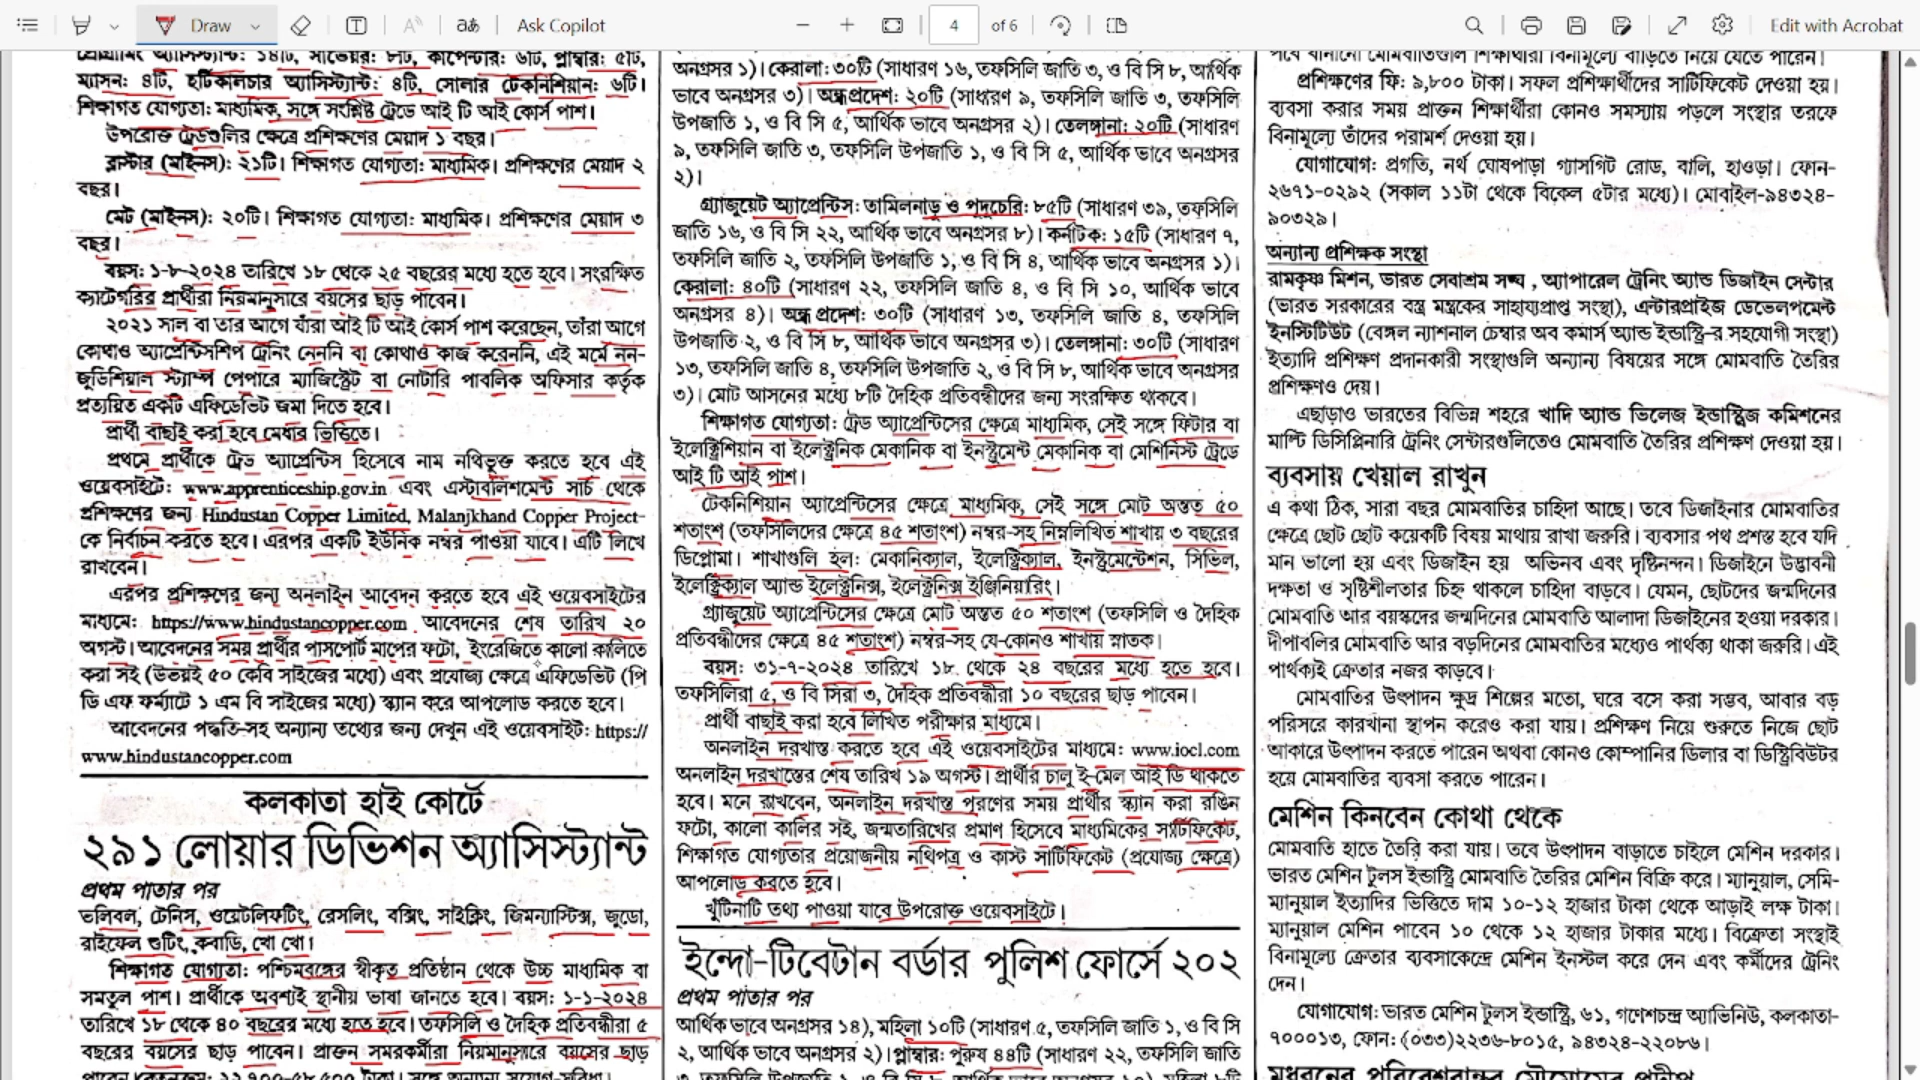 Draw
Ask Copilot
4
of 6
Edit with Acrobat
প্রোগ্রামিং অ্যাসিস্ট্যান্ট: ১৪টি, সার্ভেয়র: ৮টি, কার্পেন্টার: ৬টি, প্লাম্বার: ৫টি,
ম্যাসন: ৪টি, হর্টিকালচার অ্যাসিস্ট্যান্ট: ৪টি, সোলার টেকনিশিয়ান: ৬টি।
শিক্ষাগত যোগ্যতা: মাধ্যমিক, সঙ্গে সংশ্লিষ্ট ট্রেডে আই টি আই কোর্স পাশ।
উপরোক্ত ট্রেডগুলির ক্ষেত্রে প্রশিক্ষণের মেয়াদ ১ বছর।
ব্লাস্টার (মাইনস): ২১টি। শিক্ষাগত যোগ্যতা: মাধ্যমিক। প্রশিক্ষণের মেয়াদ ২
বছর।
মেট (মাইনস): ২০টি। শিক্ষাগত যোগ্যতা: মাধ্যমিক। প্রশিক্ষণের মেয়াদ ৩
বছর।
বয়স: ১-৮-২০২৪ তারিখে ১৮ থেকে ২৫ বছরের মধ্যে হতে হবে। সংরক্ষিত
ক্যাটেগরির প্রার্থীরা নিয়মানুসারে বয়সের ছাড় পাবেন।
২০২১ সাল বা তার আগে যাঁরা আই টি আই কোর্স পাশ করেছেন, তাঁরা আগে
কোথাও অ্যাপ্রেন্টিসশিপ ট্রেনিং নেননি বা কোথাও কাজ করেননি, এই মর্মে নন-
জুডিশিয়াল স্ট্যাম্প পেপারে ম্যাজিস্ট্রেট বা নোটারি পাবলিক অফিসার কর্তৃক
প্রত্যয়িত একটি এফিডেভিট জমা দিতে হবে।
প্রার্থী বাছাই করা হবে মেধার ভিত্তিতে।
প্রথমে প্রার্থীকে ট্রেড অ্যাপ্রেন্টিস হিসেবে নাম নথিভুক্ত করতে হবে এই
ওয়েবসাইটে: www.apprenticeship.gov.in এবং এস্টাবলিশমেন্ট সার্চ থেকে
প্রশিক্ষণের জন্য Hindustan Copper Limited, Malanjkhand Copper Project-
কে নির্বাচন করতে হবে। এরপর একটি ইউনিক নম্বর পাওয়া যাবে। এটি লিখে
রাখবেন।
এরপর প্রশিক্ষণের জন্য অনলাইন আবেদন করতে হবে এই ওয়েবসাইটের
মাধ্যমে: https://www.hindustancopper.com আবেদনের শেষ তারিখ ২০
অগস্ট। আবেদনের সময় প্রার্থীর পাসপোর্ট মাপের ফটো, ইংরেজিতে কালো কালিতে
করা সই (উভয়ই ৫০ কেবি সাইজের মধ্যে) এবং প্রযোজ্য ক্ষেত্রে এফিডেভিট (পি
ডি এফ ফর্ম্যাটে ১ এম বি সাইজের মধ্যে) স্ক্যান করে আপলোড করতে হবে।
আবেদনের পদ্ধতি-সহ অন্যান্য তথ্যের জন্য দেখুন এই ওয়েবসাইট: https://
www.hindustancopper.com
কলকাতা হাই কোর্টে
২৯১ লোয়ার ডিভিশন অ্যাসিস্ট্যান্ট
প্রথম পাতার পর
ভলিবল, টেনিস, ওয়েটলিফটিং, রেসলিং, বক্সিং, সাইক্লিং, জিমন্যাস্টিক্স, জুডো,
রাইফেল শুটিং, কবাডি, খো খো।
শিক্ষাগত যোগ্যতা: পশ্চিমবঙ্গের স্বীকৃত প্রতিষ্ঠান থেকে উচ্চ মাধ্যমিক বা
সমতুল পাশ। প্রার্থীকে অবশ্যই স্থানীয় ভাষা জানতে হবে। বয়স: ১-১-২০২৪
তারিখে ১৮ থেকে ৪০ বছরের মধ্যে হতে হবে। তফসিলি ও দৈহিক প্রতিবন্ধীরা ৫
বছরের বয়সের ছাড় পাবেন। প্রাক্তন সমরকর্মীরা নিয়মানুসারে বয়সের ছাড়
পাবেন। বেতনক্রম: ২২,৭০০-৫৮,৫০০ টাকা। সঙ্গে অন্যান্য সুযোগ-সুবিধা।
অনগ্রসর ১)। কেরালা: ৩০টি (সাধারণ ১৬, তফসিলি জাতি ৩, ও বি সি ৮, আর্থিক
ভাবে অনগ্রসর ৩)। অন্ধ্র প্রদেশ: ২০টি (সাধারণ ৯, তফসিলি জাতি ৩, তফসিলি
উপজাতি ১, ও বি সি ৫, আর্থিক ভাবে অনগ্রসর ২)। তেলঙ্গানা: ২০টি (সাধারণ
৯, তফসিলি জাতি ৩, তফসিলি উপজাতি ১, ও বি সি ৫, আর্থিক ভাবে অনগ্রসর
২)।
গ্র্যাজুয়েট অ্যাপ্রেন্টিস: তামিলনাড়ু ও পুদুচেরি: ৮৫টি (সাধারণ ৩৯, তফসিলি
জাতি ১৬, ও বি সি ২২, আর্থিক ভাবে অনগ্রসর ৮)। কর্নাটক: ১৫টি (সাধারণ ৭,
তফসিলি জাতি ২, তফসিলি উপজাতি ১, ও বি সি ৪, আর্থিক ভাবে অনগ্রসর ১)।
কেরালা: ৪০টি (সাধারণ ২২, তফসিলি জাতি ৪, ও বি সি ১০, আর্থিক ভাবে
অনগ্রসর ৪)। অন্ধ্র প্রদেশ: ৩০টি (সাধারণ ১৩, তফসিলি জাতি ৪, তফসিলি
উপজাতি ২, ও বি সি ৮, আর্থিক ভাবে অনগ্রসর ৩)। তেলঙ্গানা: ৩০টি (সাধারণ
১৩, তফসিলি জাতি ৪, তফসিলি উপজাতি ২, ও বি সি ৮, আর্থিক ভাবে অনগ্রসর
৩)। মোট আসনের মধ্যে ৮টি দৈহিক প্রতিবন্ধীদের জন্য সংরক্ষিত থাকবে।
শিক্ষাগত যোগ্যতা: ট্রেড অ্যাপ্রেন্টিসের ক্ষেত্রে মাধ্যমিক, সেই সঙ্গে ফিটার বা
ইলেক্ট্রিশিয়ান বা ইলেক্ট্রনিক মেকানিক বা ইনস্ট্রুমেন্ট মেকানিক বা মেশিনিস্ট ট্রেডে
আই টি আই পাশ।
টেকনিশিয়ান অ্যাপ্রেন্টিসের ক্ষেত্রে মাধ্যমিক, সেই সঙ্গে মোট অন্তত ৫০
শতাংশ (তফসিলিদের ক্ষেত্রে ৪৫ শতাংশ) নম্বর-সহ নিম্নলিখিত শাখায় ৩ বছরের
ডিপ্লোমা। শাখাগুলি হল: মেকানিক্যাল, ইলেক্ট্রিক্যাল, ইনস্ট্রুমেন্টেশন, সিভিল,
ইলেক্ট্রিক্যাল অ্যান্ড ইলেক্ট্রনিক্স, ইলেক্ট্রনিক্স ইঞ্জিনিয়ারিং।
গ্র্যাজুয়েট অ্যাপ্রেন্টিসের ক্ষেত্রে মোট অন্তত ৫০ শতাংশ (তফসিলি ও দৈহিক
প্রতিবন্ধীদের ক্ষেত্রে ৪৫ শতাংশ) নম্বর-সহ যে-কোনও শাখায় স্নাতক।
বয়স: ৩১-৭-২০২৪ তারিখে ১৮ থেকে ২৪ বছরের মধ্যে হতে হবে।
তফসিলিরা ৫, ও বি সিরা ৩, দৈহিক প্রতিবন্ধীরা ১০ বছরের ছাড় পাবেন।
প্রার্থী বাছাই করা হবে লিখিত পরীক্ষার মাধ্যমে।
অনলাইন দরখাস্ত করতে হবে এই ওয়েবসাইটের মাধ্যমে: www.iocl.com
অনলাইন দরখাস্তের শেষ তারিখ ১৯ অগস্ট। প্রার্থীর চালু ই-মেল আই ডি থাকতে
হবে। মনে রাখবেন, অনলাইন দরখাস্ত পূরণের সময় প্রার্থীর স্ক্যান করা রঙিন
ফটো, কালো কালির সই, জন্মতারিখের প্রমাণ হিসেবে মাধ্যমিকের সার্টিফিকেট,
শিক্ষাগত যোগ্যতার প্রয়োজনীয় নথিপত্র ও কাস্ট সার্টিফিকেট (প্রযোজ্য ক্ষেত্রে)
আপলোড করতে হবে।
খুঁটিনাটি তথ্য পাওয়া যাবে উপরোক্ত ওয়েবসাইটে।
ইন্দো-টিবেটান বর্ডার পুলিশ ফোর্সে ২০২
প্রথম পাতার পর
আর্থিক ভাবে অনগ্রসর ১৪), মহিলা ১০টি (সাধারণ ৫, তফসিলি জাতি ১, ও বি সি
২, আর্থিক ভাবে অনগ্রসর ২)। প্লাম্বার: পুরুষ ৪৪টি (সাধারণ ২২, তফসিলি জাতি
পথে বানানো মোমবাতিগুলি শিক্ষার্থীরা বিনামূল্যে বাড়িতে নিয়ে যেতে পারেন।
প্রশিক্ষণের ফি: ৯,৮০০ টাকা। সফল প্রশিক্ষার্থীদের সার্টিফিকেট দেওয়া হয়।
ব্যবসা করার সময় প্রাক্তন শিক্ষার্থীরা কোনও সমস্যায় পড়লে সংস্থার তরফে
বিনামূল্যে তাঁদের পরামর্শ দেওয়া হয়।
যোগাযোগ: প্রগতি, নর্থ ঘোষপাড়া গ্যাসগিট রোড, বালি, হাওড়া। ফোন-
২৬৭১-০২৯২ (সকাল ১১টা থেকে বিকেল ৫টার মধ্যে)। মোবাইল-৯৪৩২৪-
৯০৩২৯।
অন্যান্য প্রশিক্ষক সংস্থা
রামকৃষ্ণ মিশন, ভারত সেবাশ্রম সঙ্ঘ, অ্যাপারেল ট্রেনিং অ্যান্ড ডিজাইন সেন্টার
(ভারত সরকারের বস্ত্র মন্ত্রকের সাহায্যপ্রাপ্ত সংস্থা), এন্টারপ্রাইজ ডেভেলপমেন্ট
ইনস্টিটিউট (বেঙ্গল ন্যাশনাল চেম্বার অব কমার্স অ্যান্ড ইন্ডাস্ট্রি-র সহযোগী সংস্থা)
ইত্যাদি প্রশিক্ষণ প্রদানকারী সংস্থাগুলি অন্যান্য বিষয়ের সঙ্গে মোমবাতি তৈরির
প্রশিক্ষণও দেয়।
এছাড়াও ভারতের বিভিন্ন শহরে খাদি অ্যান্ড ভিলেজ ইন্ডাস্ট্রিজ কমিশনের
মাল্টি ডিসিপ্লিনারি ট্রেনিং সেন্টারগুলিতেও মোমবাতি তৈরির প্রশিক্ষণ দেওয়া হয়।
ব্যবসায় খেয়াল রাখুন
এ কথা ঠিক, সারা বছর মোমবাতির চাহিদা আছে। তবে ডিজাইনার মোমবাতির
ক্ষেত্রে ছোট ছোট কয়েকটি বিষয় মাথায় রাখা জরুরি। ব্যবসার পথ প্রশস্ত হবে যদি
মান ভালো হয় এবং ডিজাইন হয় অভিনব এবং দৃষ্টিনন্দন। ডিজাইনে উদ্ভাবনী
দক্ষতা ও সৃষ্টিশীলতার চিহ্ন থাকলে চাহিদা বাড়বে। যেমন, ছোটদের জন্মদিনের
মোমবাতি আর বয়স্কদের জন্মদিনের মোমবাতি আলাদা ডিজাইনের হওয়া দরকার।
দীপাবলির মোমবাতি আর বড়দিনের মোমবাতির মধ্যেও পার্থক্য থাকা জরুরি। এই
পার্থক্যই ক্রেতার নজর কাড়বে।
মোমবাতির উৎপাদন ক্ষুদ্র শিল্পের মতো, ঘরে বসে করা সম্ভব, আবার বড়
পরিসরে কারখানা স্থাপন করেও করা যায়। প্রশিক্ষণ নিয়ে শুরুতে নিজে ছোট
আকারে উৎপাদন করতে পারেন অথবা কোনও কোম্পানির ডিলার বা ডিস্ট্রিবিউটর
হয়ে মোমবাতির ব্যবসা করতে পারেন।
মেশিন কিনবেন কোথা থেকে
মোমবাতি হাতে তৈরি করা যায়। তবে উৎপাদন বাড়াতে চাইলে মেশিন দরকার।
ভারত মেশিন টুলস ইন্ডাস্ট্রি মোমবাতি তৈরির মেশিন বিক্রি করে। ম্যানুয়াল, সেমি-
ম্যানুয়াল ইত্যাদির ভিত্তিতে দাম ১০-১২ হাজার টাকা থেকে আড়াই লক্ষ টাকা।
ম্যানুয়াল মেশিন পাবেন ১০ থেকে ১২ হাজার টাকার মধ্যে। বিক্রেতা সংস্থাই
বিনামূল্যে ক্রেতার ব্যবসাকেন্দ্রে মেশিন ইনস্টল করে দেন এবং কর্মীদের ট্রেনিং
দেন।
যোগাযোগ: ভারত মেশিন টুলস ইন্ডাস্ট্রি, ৬১, গণেশচন্দ্র অ্যাভিনিউ, কলকাতা-
৭০০০১৩, ফোন: (০৩৩)২২৩৬-৮০১৫, ৯৪৩২৪-২২০৮৬।